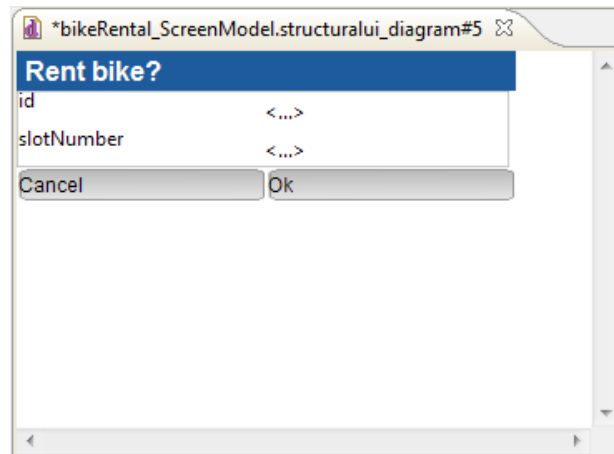 *bikeRental_ScreenModel.structuralui_diagram#5
Rent bike?
id
<...>
slotNumber
<...>
Cancel Ok